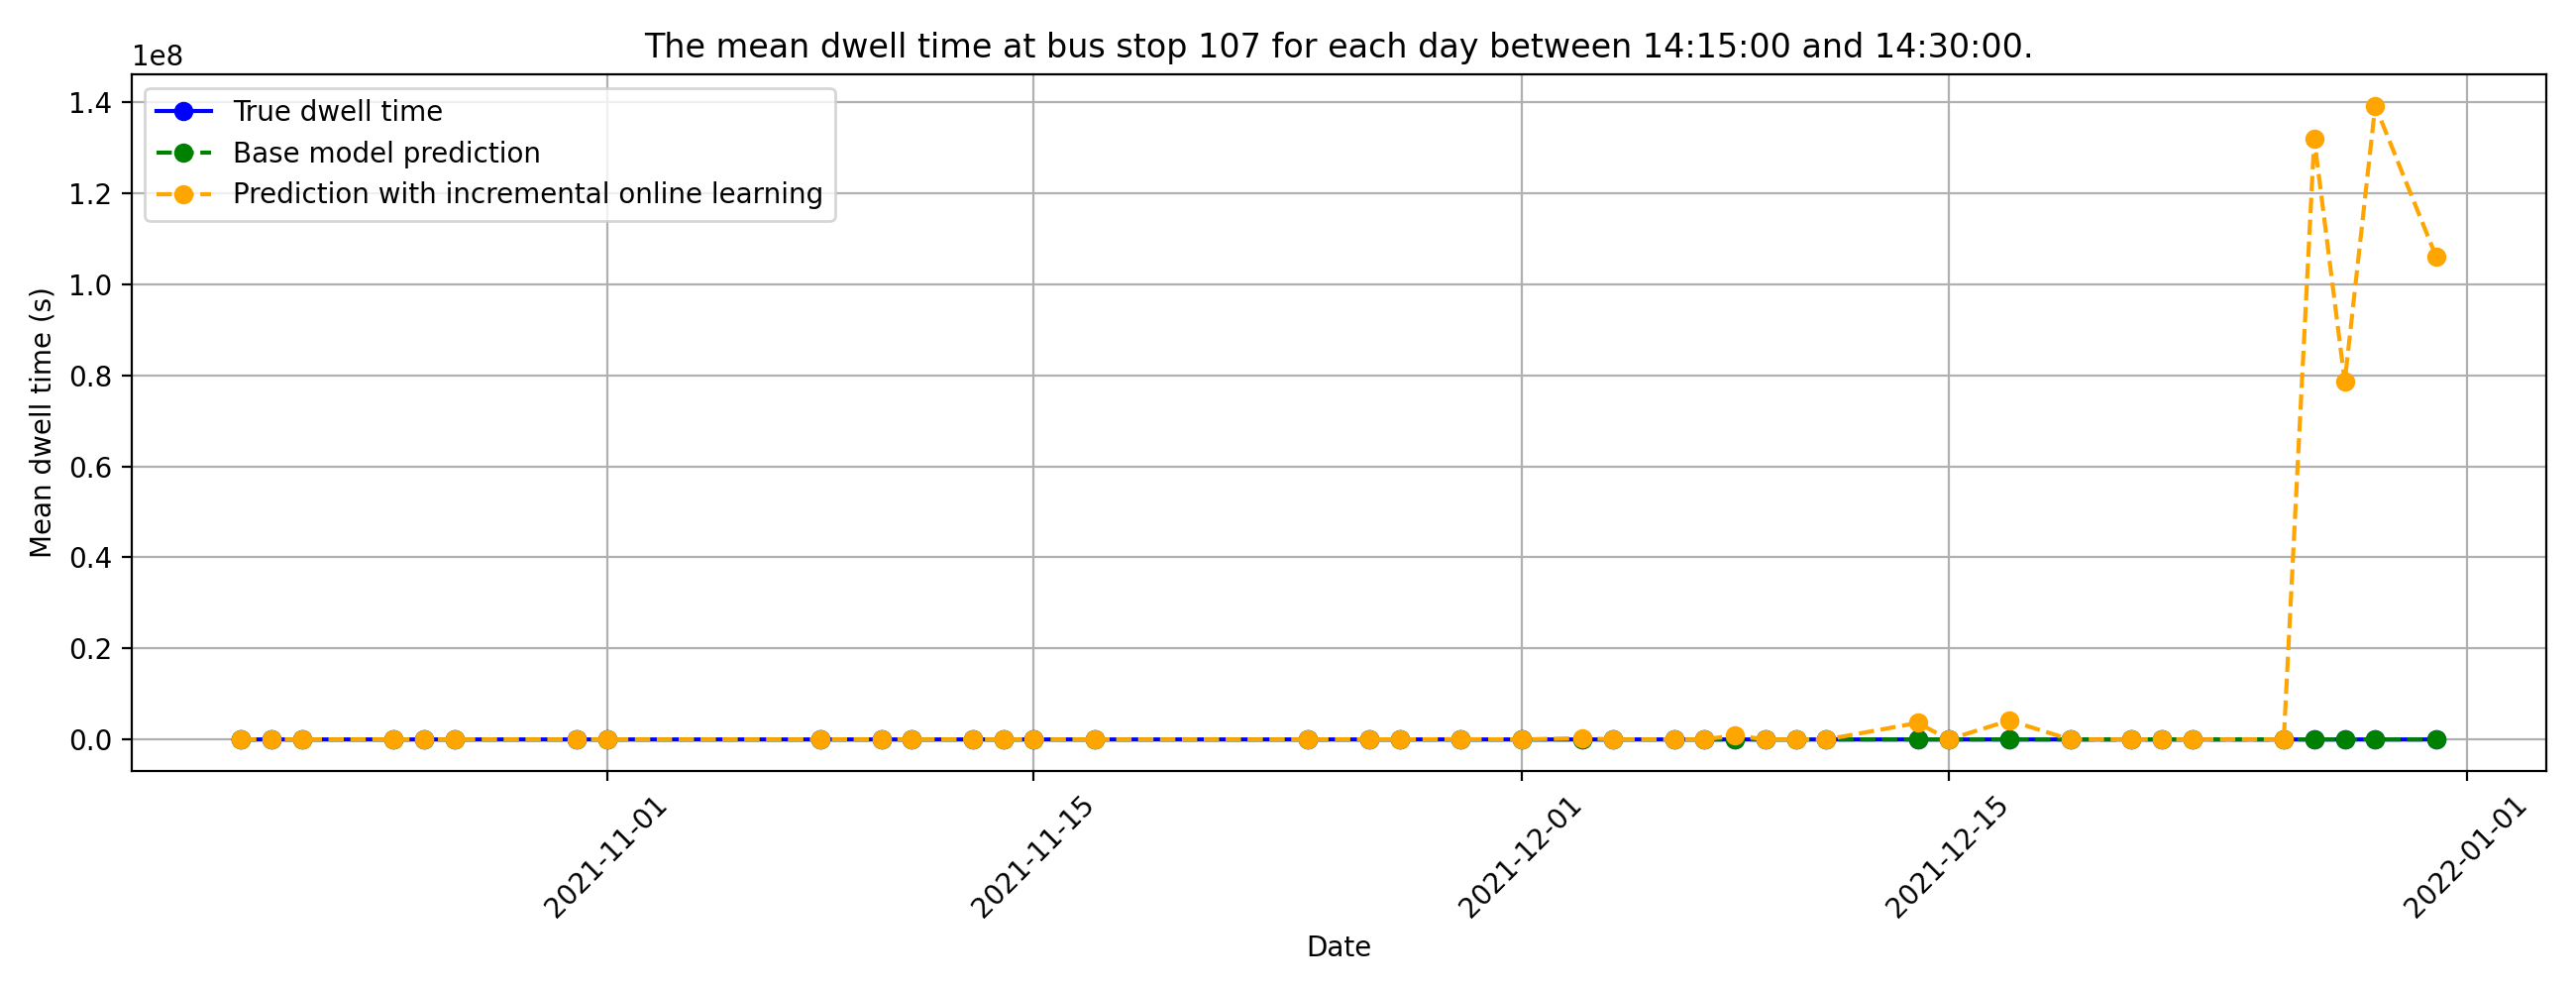 The mean dwell time at bus stop 107 for each day between 14:15:00 and 14:30:00.
1e8
True dwell time
Base model prediction
Prediction with incremental online learning
Mean dwell time (s)
1.4
1.2
1.0
0.8
0.6
0.4
0.2
0.0
2021-11-01
2021-11-15
2021-12-01
2021-12-15
2022-01-01
Date